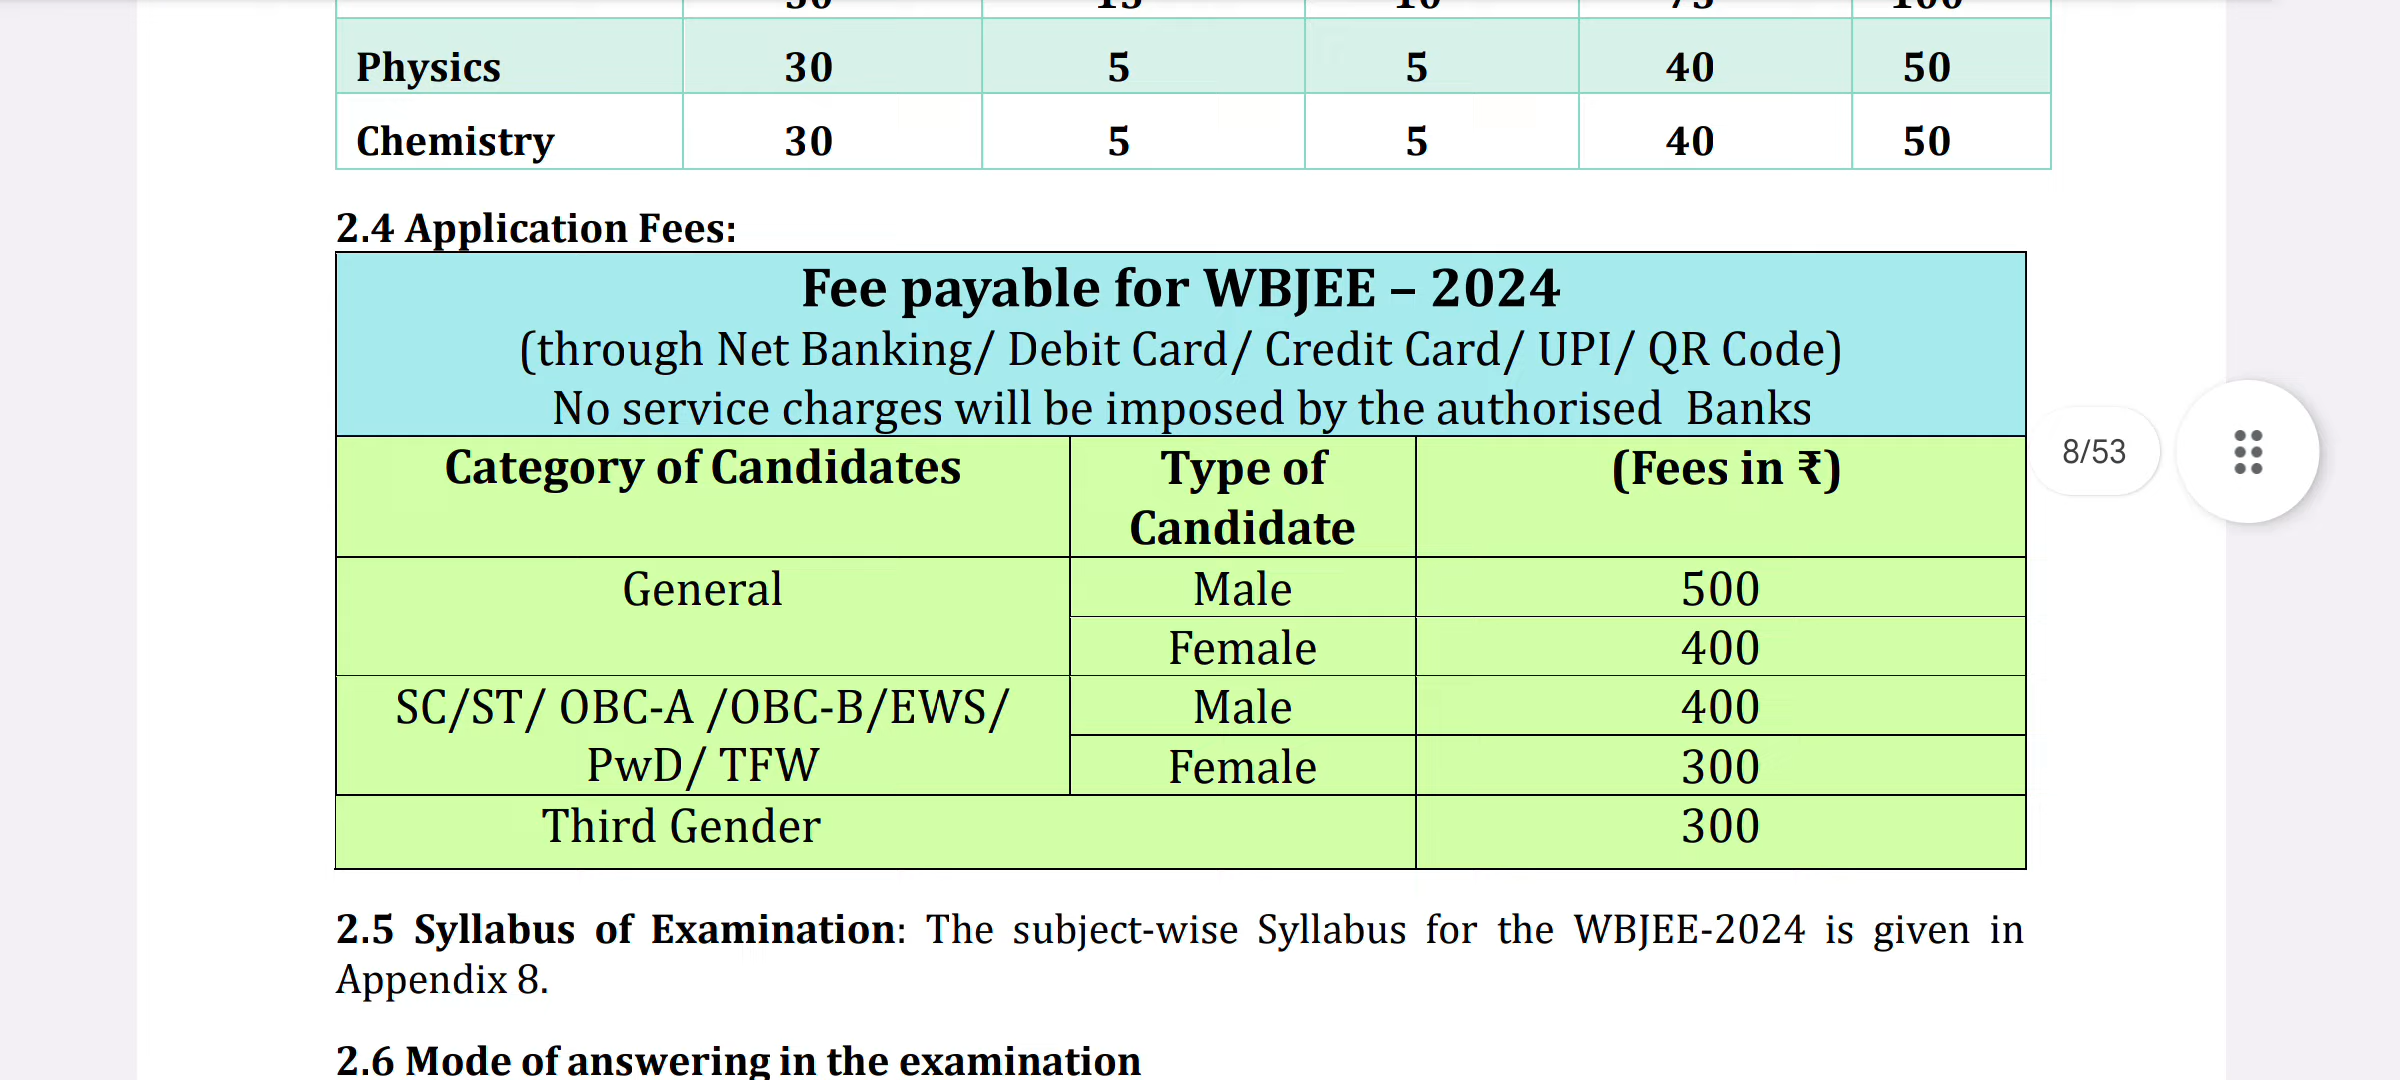 Physics 30 5 5 40 50
Chemistry 30 5 5 40 50
2.4 Application Fees:
Fee payable for WBJEE – 2024
(through Net Banking/ Debit Card/ Credit Card/ UPI/ QR Code)
No service charges will be imposed by the authorised Banks
Category of Candidates Type of Candidate (Fees in ₹)
General Male 500
Female 400
SC/ST/ OBC-A /OBC-B/EWS/ Male 400
PwD/ TFW Female 300
Third Gender 300
8/53
2.5 Syllabus of Examination: The subject-wise Syllabus for the WBJEE-2024 is given in
Appendix 8.
2.6 Mode of answering in the examination